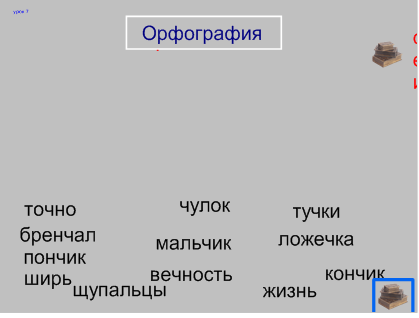 урок 7
Орфография
точно
чулок
тучки
бренчал
мальчик
ложечка
пончик
ширь
вечность
кончик
щупальцы
жизнь